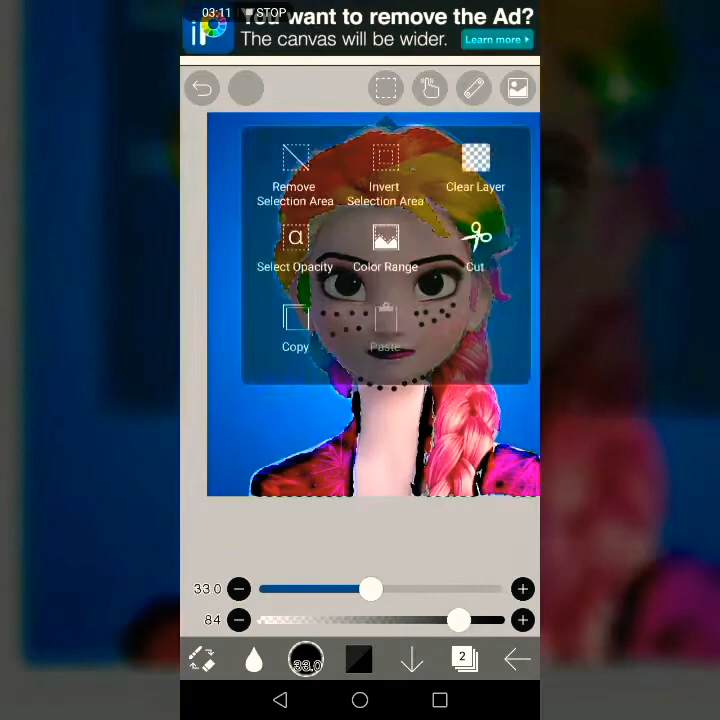 03:11 STOP
You want to remove the Ad?
The canvas will be wider. Learn more
iP
Remove Selection Area
Invert Selection Area
Clear Layer
α
Select Opacity
Color Range
Cut
Copy
Paste
33.0
84
33.0
2